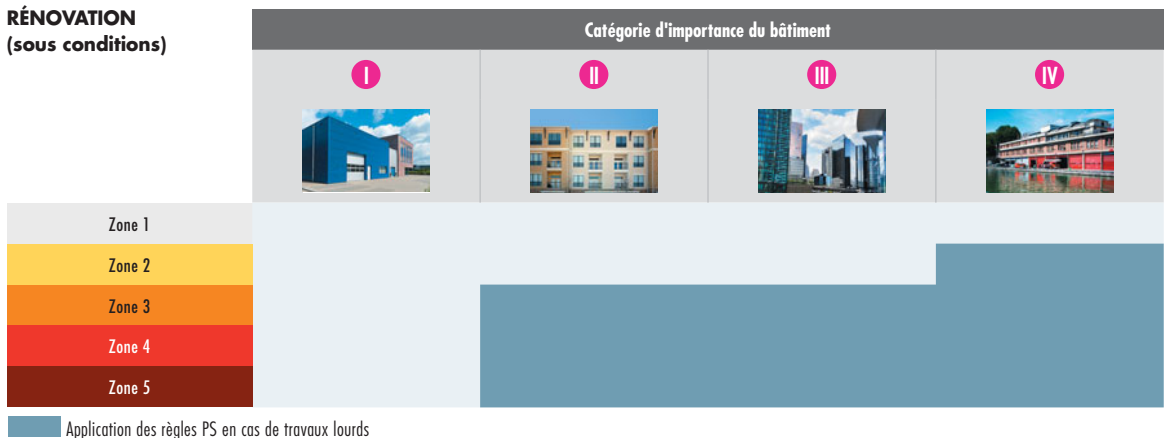 RÉNOVATION
(sous conditions)
Catégorie d'importance du bâtiment
I
II
III
IV
Zone 1
Zone 2
Zone 3
Zone 4
Zone 5
Application des règles PS en cas de travaux lourds